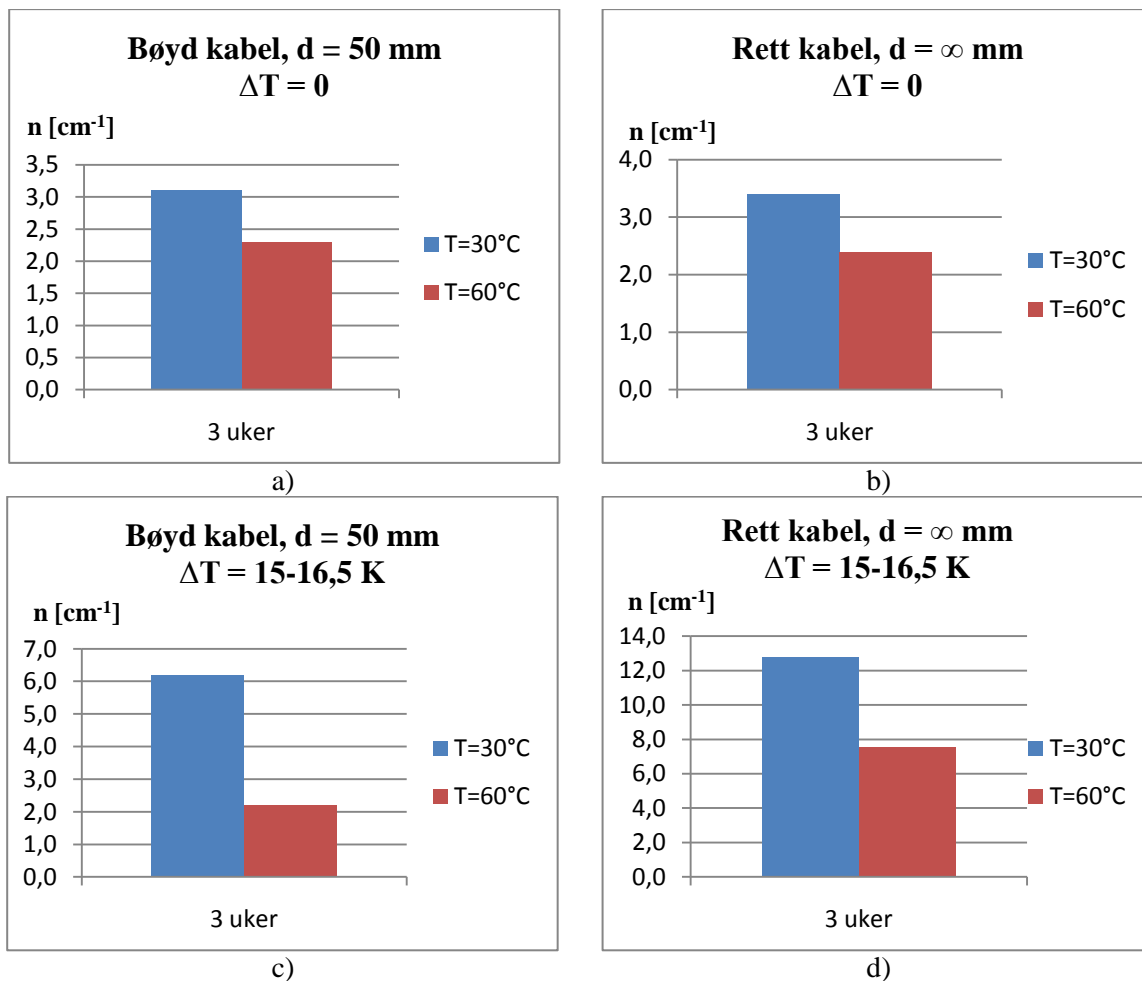 Bøyd kabel, d = 50 mm
ΔT = 0
n [cm⁻¹]
3,5
3,0
2,5
2,0
1,5
1,0
0,5
0,0
3 uker
T=30°C
T=60°C
a)
Rett kabel, d = ∞ mm
ΔT = 0
n [cm⁻¹]
4,0
3,0
2,0
1,0
0,0
3 uker
T=30°C
T=60°C
b)
Bøyd kabel, d = 50 mm
ΔT = 15-16,5 K
n [cm⁻¹]
7,0
6,0
5,0
4,0
3,0
2,0
1,0
0,0
3 uker
T=30°C
T=60°C
c)
Rett kabel, d = ∞ mm
ΔT = 15-16,5 K
n [cm⁻¹]
14,0
12,0
10,0
8,0
6,0
4,0
2,0
0,0
3 uker
T=30°C
T=60°C
d)